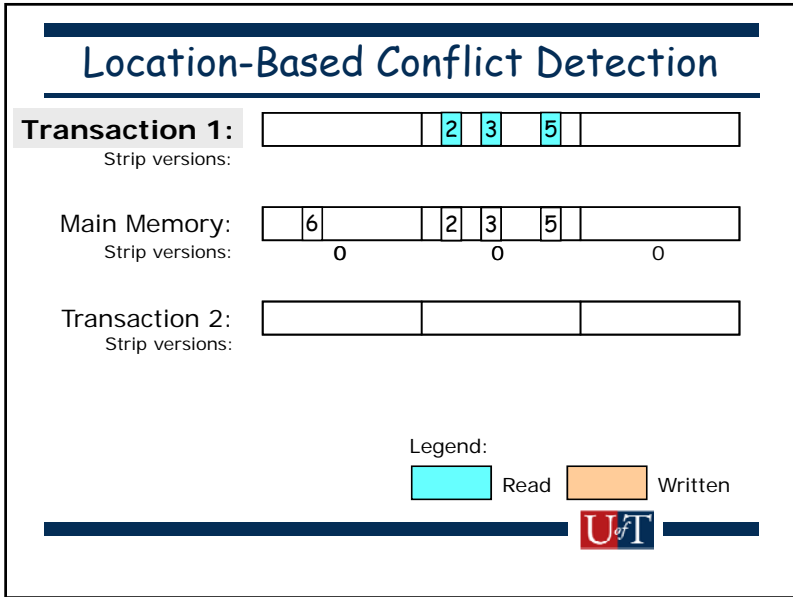 Location-Based Conflict Detection
Transaction 1: 2 3 5
Strip versions:
Main Memory: 6 2 3 5
Strip versions: 0 0 0
Transaction 2:
Strip versions:
Legend:
Read Written
UofT